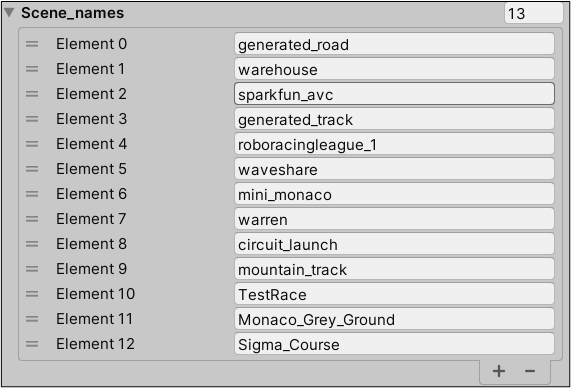 Scene_names 13
Element 0 generated_road
Element 1 warehouse
Element 2 sparkfun_avc
Element 3 generated_track
Element 4 roboracingleague_1
Element 5 waveshare
Element 6 mini_monaco
Element 7 warren
Element 8 circuit_launch
Element 9 mountain_track
Element 10 TestRace
Element 11 Monaco_Grey_Ground
Element 12 Sigma_Course
+ −